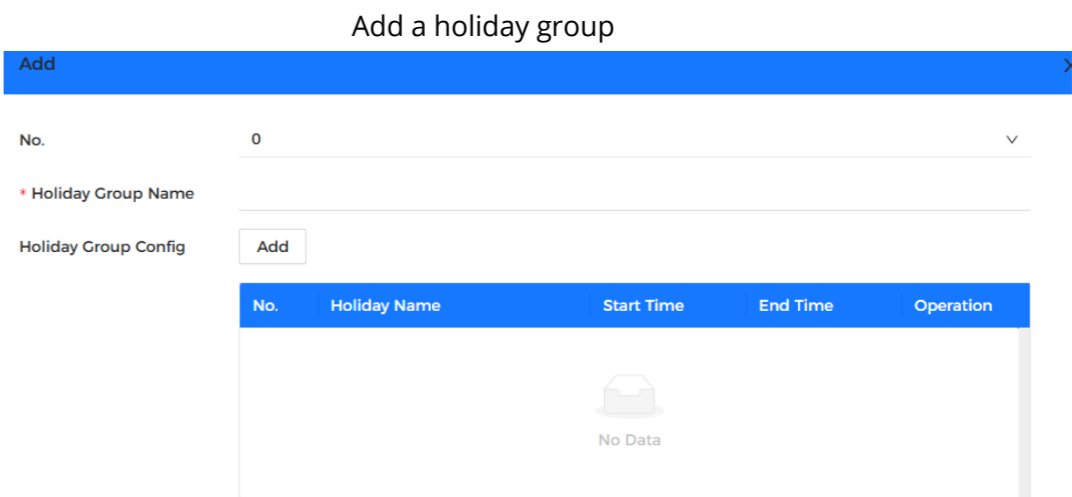 Add a holiday group
Add
No. 0
* Holiday Group Name
Holiday Group Config Add
No. Holiday Name Start Time End Time Operation
No Data